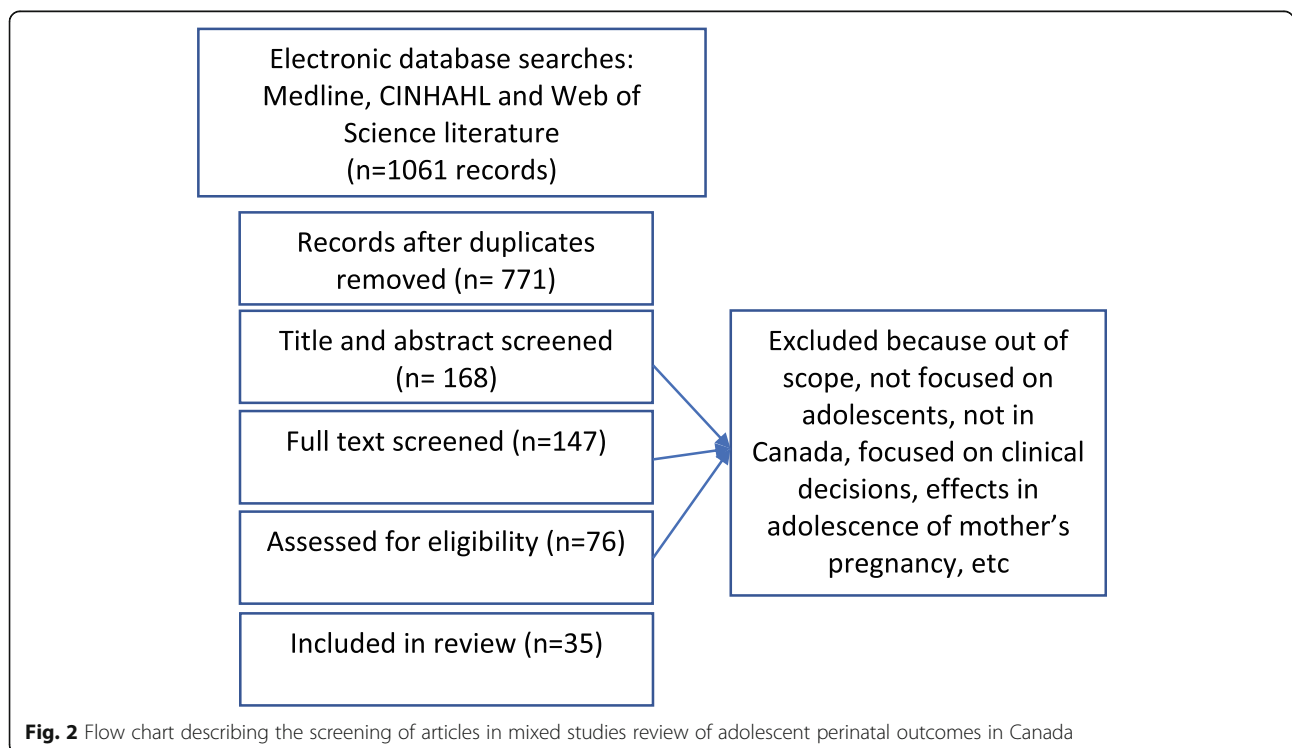 Electronic database searches:
Medline, CINHAHL and Web of
Science literature
(n=1061 records)
Records after duplicates
removed (n= 771)
Title and abstract screened
(n= 168)
Full text screened (n=147)
Assessed for eligibility (n=76)
Included in review (n=35)
Excluded because out of
scope, not focused on
adolescents, not in
Canada, focused on clinical
decisions, effects in
adolescence of mother’s
pregnancy, etc
Fig. 2 Flow chart describing the screening of articles in mixed studies review of adolescent perinatal outcomes in Canada